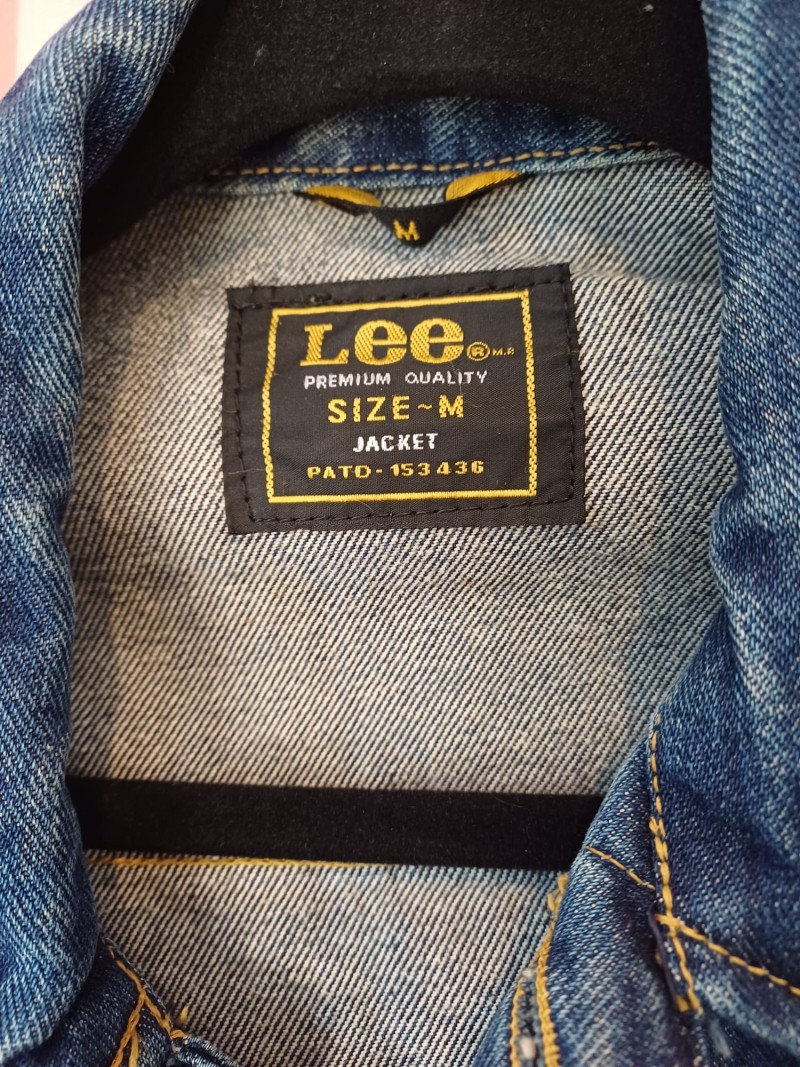 M
Lee® M.R.
PREMIUM QUALITY
SIZE~M
JACKET
PATD-153436